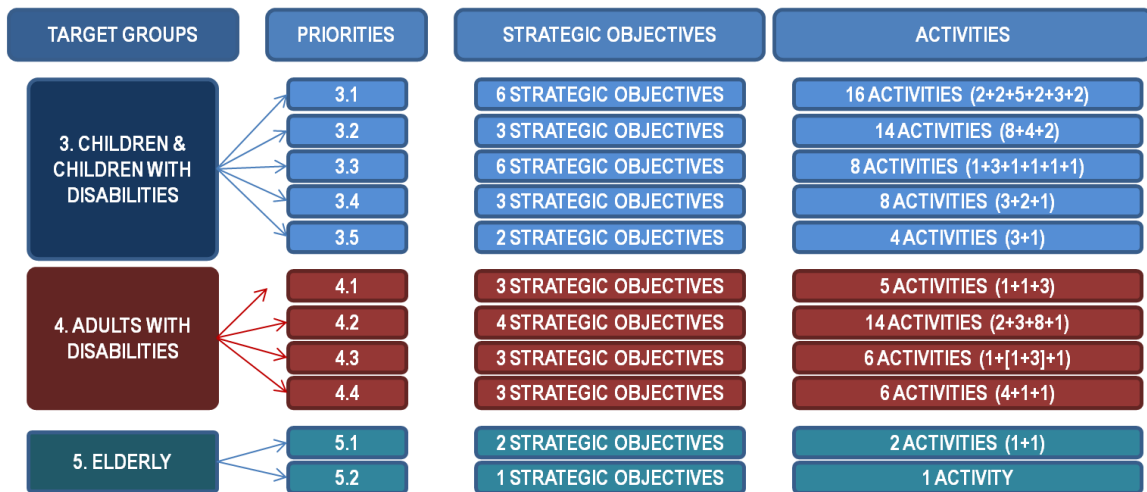 TARGET GROUPS
PRIORITIES
STRATEGIC OBJECTIVES
ACTIVITIES
3. CHILDREN &
CHILDREN WITH
DISABILITIES
3.1
6 STRATEGIC OBJECTIVES
16 ACTIVITIES (2+2+5+2+3+2)
3.2
3 STRATEGIC OBJECTIVES
14 ACTIVITIES (8+4+2)
3.3
6 STRATEGIC OBJECTIVES
8 ACTIVITIES (1+3+1+1+1+1)
3.4
3 STRATEGIC OBJECTIVES
8 ACTIVITIES (3+2+1)
3.5
2 STRATEGIC OBJECTIVES
4 ACTIVITIES (3+1)
4. ADULTS WITH
DISABILITIES
4.1
3 STRATEGIC OBJECTIVES
5 ACTIVITIES (1+1+3)
4.2
4 STRATEGIC OBJECTIVES
14 ACTIVITIES (2+3+8+1)
4.3
3 STRATEGIC OBJECTIVES
6 ACTIVITIES (1+[1+3]+1)
4.4
3 STRATEGIC OBJECTIVES
6 ACTIVITIES (4+1+1)
5. ELDERLY
5.1
2 STRATEGIC OBJECTIVES
2 ACTIVITIES (1+1)
5.2
1 STRATEGIC OBJECTIVES
1 ACTIVITY